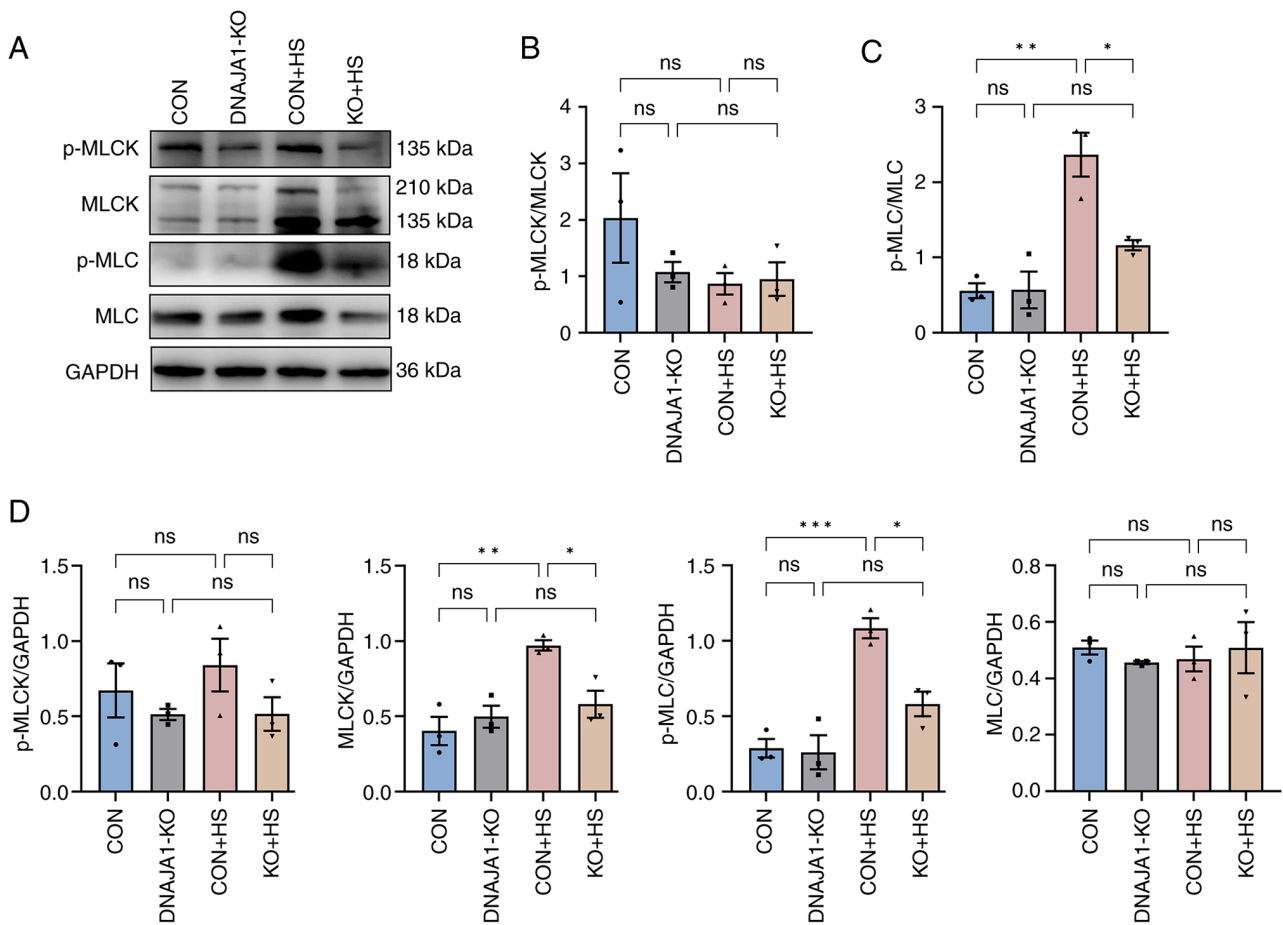 A
CON
DNAJA1-KO
CON+HS
KO+HS
p-MLCK
135 kDa
MLCK
210 kDa
135 kDa
p-MLC
18 kDa
MLC
18 kDa
GAPDH
36 kDa
B
ns
ns
ns
ns
p-MLCK/MLCK
4
3
2
1
0
CON
DNAJA1-KO
CON+HS
KO+HS
C
**
*
ns
ns
p-MLC/MLC
3
2
1
0
CON
DNAJA1-KO
CON+HS
KO+HS
D
ns
ns
ns
ns
p-MLCK/GAPDH
1.5
1.0
0.5
0.0
CON
DNAJA1-KO
CON+HS
KO+HS
**
*
ns
ns
MLCK/GAPDH
1.5
1.0
0.5
0.0
CON
DNAJA1-KO
CON+HS
KO+HS
***
*
ns
ns
p-MLC/GAPDH
1.5
1.0
0.5
0.0
CON
DNAJA1-KO
CON+HS
KO+HS
ns
ns
ns
ns
MLC/GAPDH
0.8
0.6
0.4
0.2
0.0
CON
DNAJA1-KO
CON+HS
KO+HS